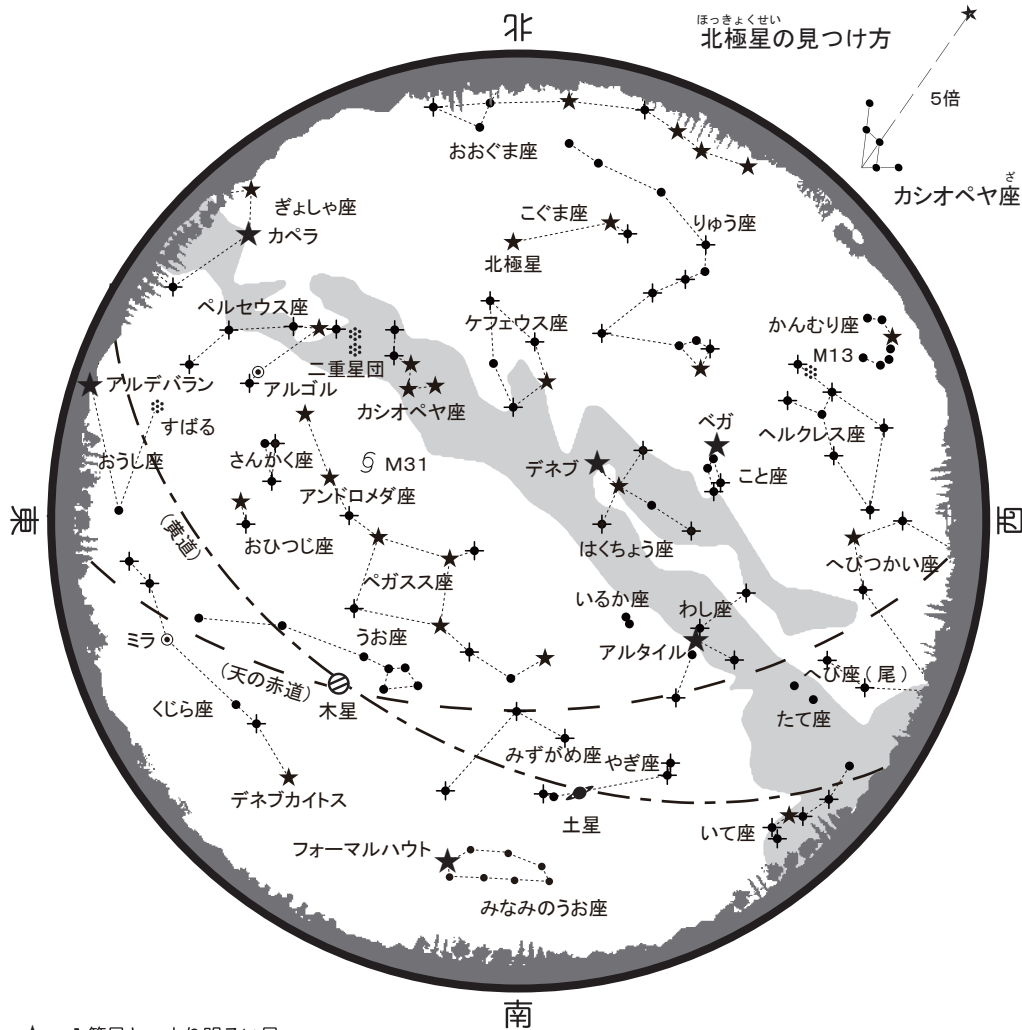 北
ほっきょくせい
北極星の見つけ方
5倍
ざ
カシオペヤ座
おおぐま座
ぎょしゃ座
カペラ
こぐま座
北極星
りゅう座
ペルセウス座
ケフェウス座
かんむり座
M13
二重星団
アルデバラン
アルゴル
カシオペヤ座
すばる
ベガ
ヘルクレス座
おうし座
さんかく座
M31
デネブ
こと座
アンドロメダ座
東
西
(黄道)
おひつじ座
はくちょう座
へびつかい座
ペガスス座
いるか座
わし座
ミラ
うお座
アルタイル
へび座(尾)
(天の赤道)
くじら座
木星
たて座
みずがめ座
やぎ座
デネブカイトス
土星
いて座
フォーマルハウト
みなみのうお座
南